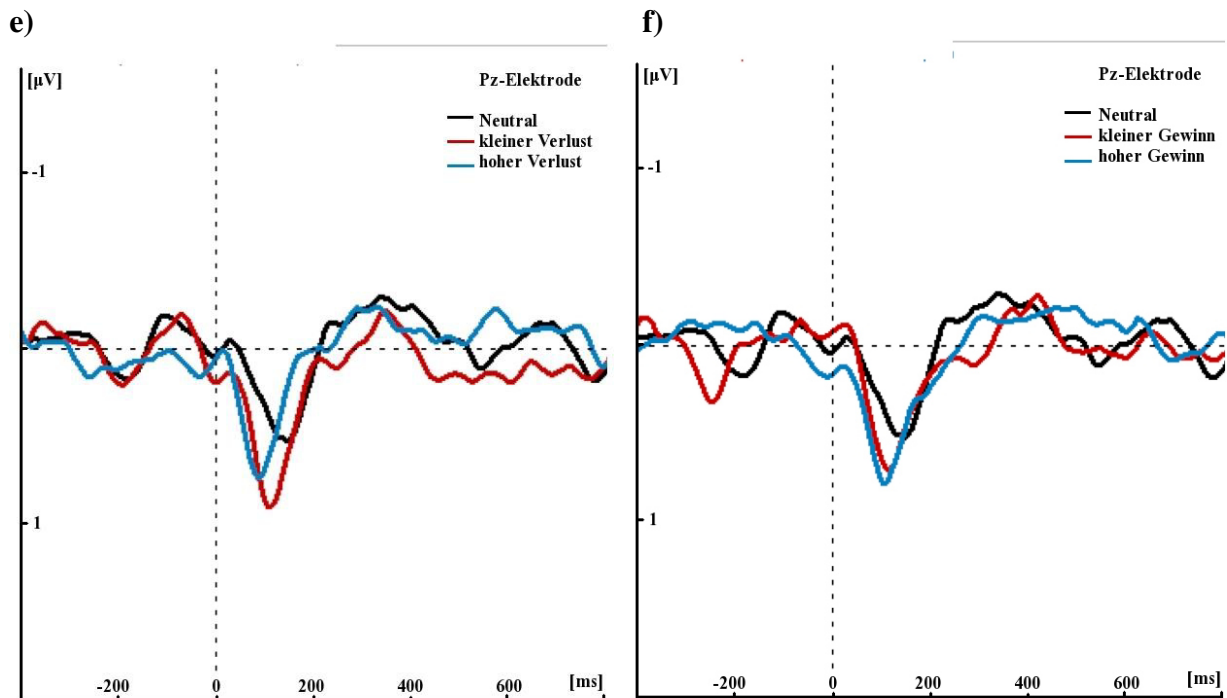 e)
[µV]
Pz-Elektrode
Neutral
kleiner Verlust
hoher Verlust
-1
1
-200
0
200
400
600
[ms]
f)
[µV]
Pz-Elektrode
Neutral
kleiner Gewinn
hoher Gewinn
-1
1
-200
0
200
400
600
[ms]